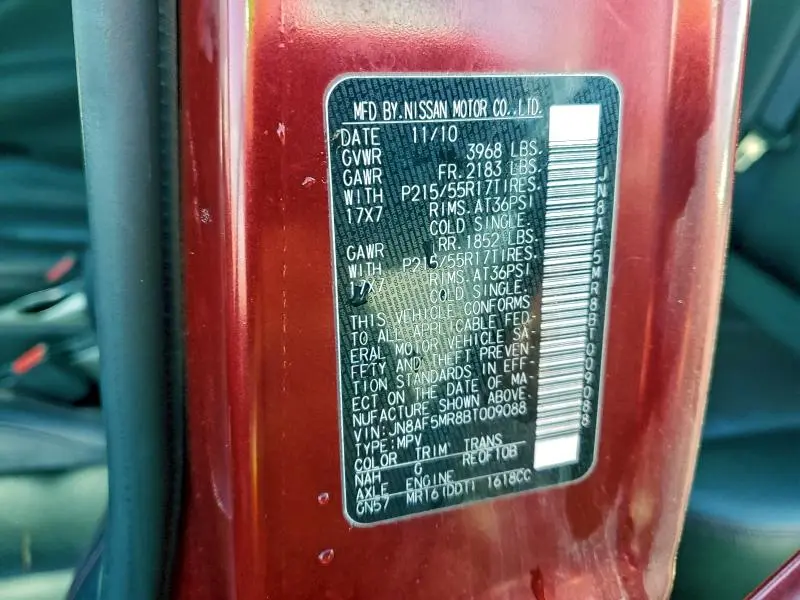 MFD BY.NISSAN MOTOR CO.,LTD.
DATE 11/10
GVWR 3968 LBS.
GAWR FR. 2183 LBS.
WITH P215/55R17TIRES.
17X7 RIMS. AT36PSI
COLD SINGLE.
GAWR RR. 1852 LBS.
WITH P215/55R17TIRES.
17X7 RIMS. AT36PSI
COLD SINGLE.
THIS VEHICLE CONFORMS
TO ALL APPLICABLE FED-
ERAL MOTOR VEHICLE SA-
FETY AND THEFT PREVEN-
TION STANDARDS IN EFF-
ECT ON THE DATE OF MA-
NUFACTURE SHOWN ABOVE.
VIN: JN8AF5MR8BT009088
TYPE: MPV
COLOR TRIM TRANS
NAH G RE0F10B
AXLE ENGINE
GN57 MR16(DDT) 1618CC
JN8AF5MR8BT009088